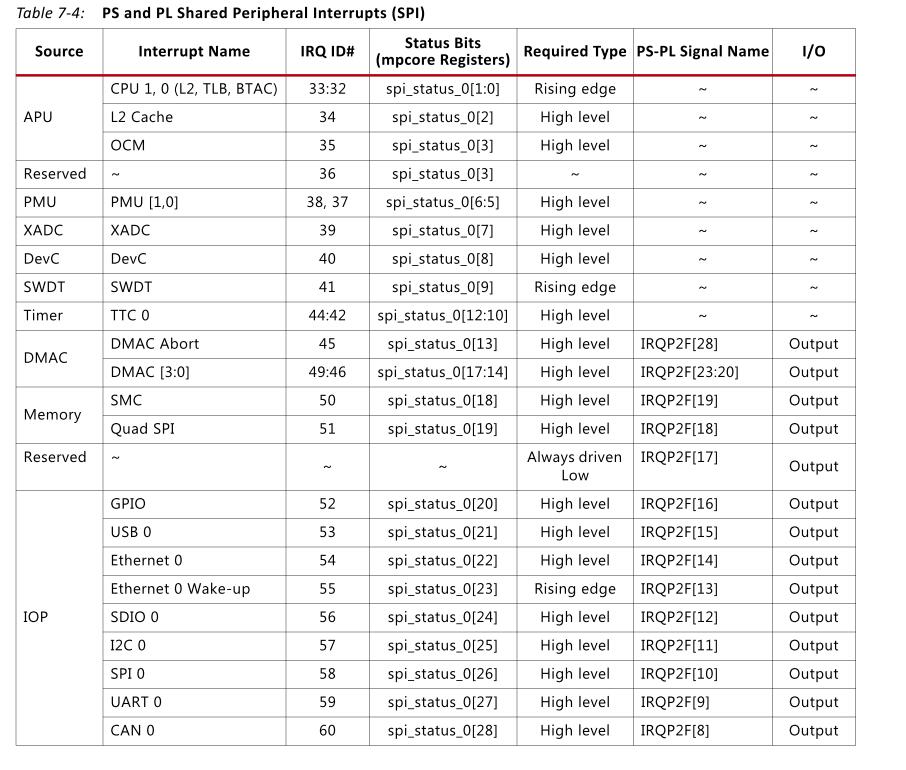 Table 7-4: PS and PL Shared Peripheral Interrupts (SPI)
Source Interrupt Name IRQ ID# Status Bits (mpcore Registers) Required Type PS-PL Signal Name I/O
APU CPU 1, 0 (L2, TLB, BTAC) 33:32 spi_status_0[1:0] Rising edge ~ ~
L2 Cache 34 spi_status_0[2] High level ~ ~
OCM 35 spi_status_0[3] High level ~ ~
Reserved ~ 36 spi_status_0[3] ~ ~ ~
PMU PMU [1,0] 38, 37 spi_status_0[6:5] High level ~ ~
XADC XADC 39 spi_status_0[7] High level ~ ~
DevC DevC 40 spi_status_0[8] High level ~ ~
SWDT SWDT 41 spi_status_0[9] Rising edge ~ ~
Timer TTC 0 44:42 spi_status_0[12:10] High level ~ ~
DMAC DMAC Abort 45 spi_status_0[13] High level IRQP2F[28] Output
DMAC [3:0] 49:46 spi_status_0[17:14] High level IRQP2F[23:20] Output
Memory SMC 50 spi_status_0[18] High level IRQP2F[19] Output
Quad SPI 51 spi_status_0[19] High level IRQP2F[18] Output
Reserved ~ ~ ~ Always driven Low IRQP2F[17] Output
IOP GPIO 52 spi_status_0[20] High level IRQP2F[16] Output
USB 0 53 spi_status_0[21] High level IRQP2F[15] Output
Ethernet 0 54 spi_status_0[22] High level IRQP2F[14] Output
Ethernet 0 Wake-up 55 spi_status_0[23] Rising edge IRQP2F[13] Output
SDIO 0 56 spi_status_0[24] High level IRQP2F[12] Output
I2C 0 57 spi_status_0[25] High level IRQP2F[11] Output
SPI 0 58 spi_status_0[26] High level IRQP2F[10] Output
UART 0 59 spi_status_0[27] High level IRQP2F[9] Output
CAN 0 60 spi_status_0[28] High level IRQP2F[8] Output